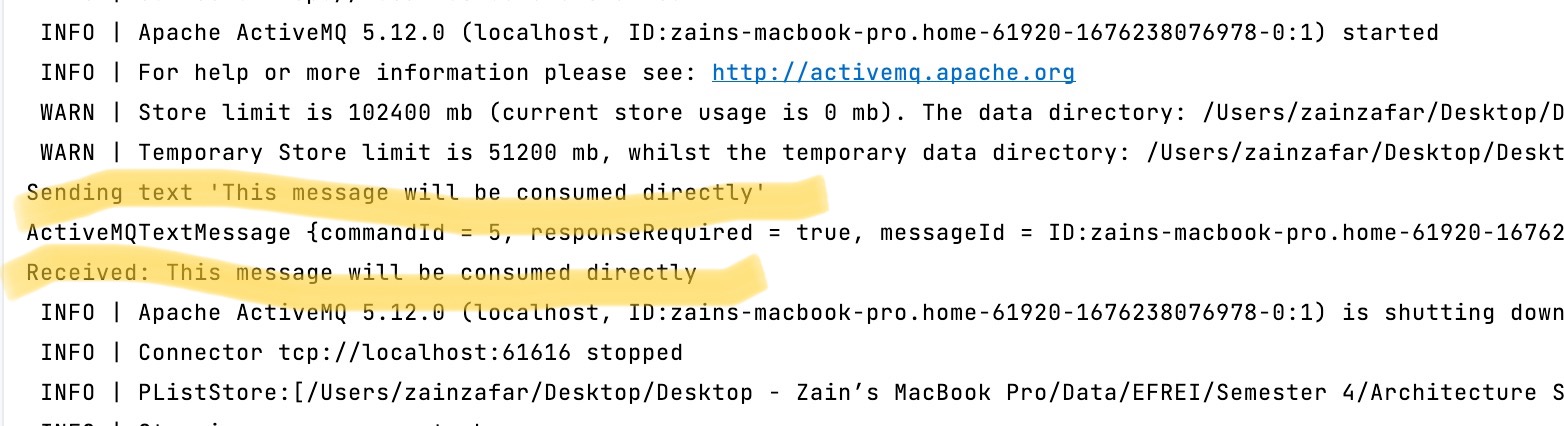 INFO | Apache ActiveMQ 5.12.0 (localhost, ID:zains-macbook-pro.home-61920-1676238076978-0:1) started
INFO | For help or more information please see: http://activemq.apache.org
WARN | Store limit is 102400 mb (current store usage is 0 mb). The data directory: /Users/zainzafar/Desktop/D
WARN | Temporary Store limit is 51200 mb, whilst the temporary data directory: /Users/zainzafar/Desktop/Deskt
Sending text 'This message will be consumed directly'
ActiveMQTextMessage {commandId = 5, responseRequired = true, messageId = ID:zains-macbook-pro.home-61920-16762
Received: This message will be consumed directly
INFO | Apache ActiveMQ 5.12.0 (localhost, ID:zains-macbook-pro.home-61920-1676238076978-0:1) is shutting down
INFO | Connector tcp://localhost:61616 stopped
INFO | PListStore:[/Users/zainzafar/Desktop/Desktop - Zain’s MacBook Pro/Data/EFREI/Semester 4/Architecture S